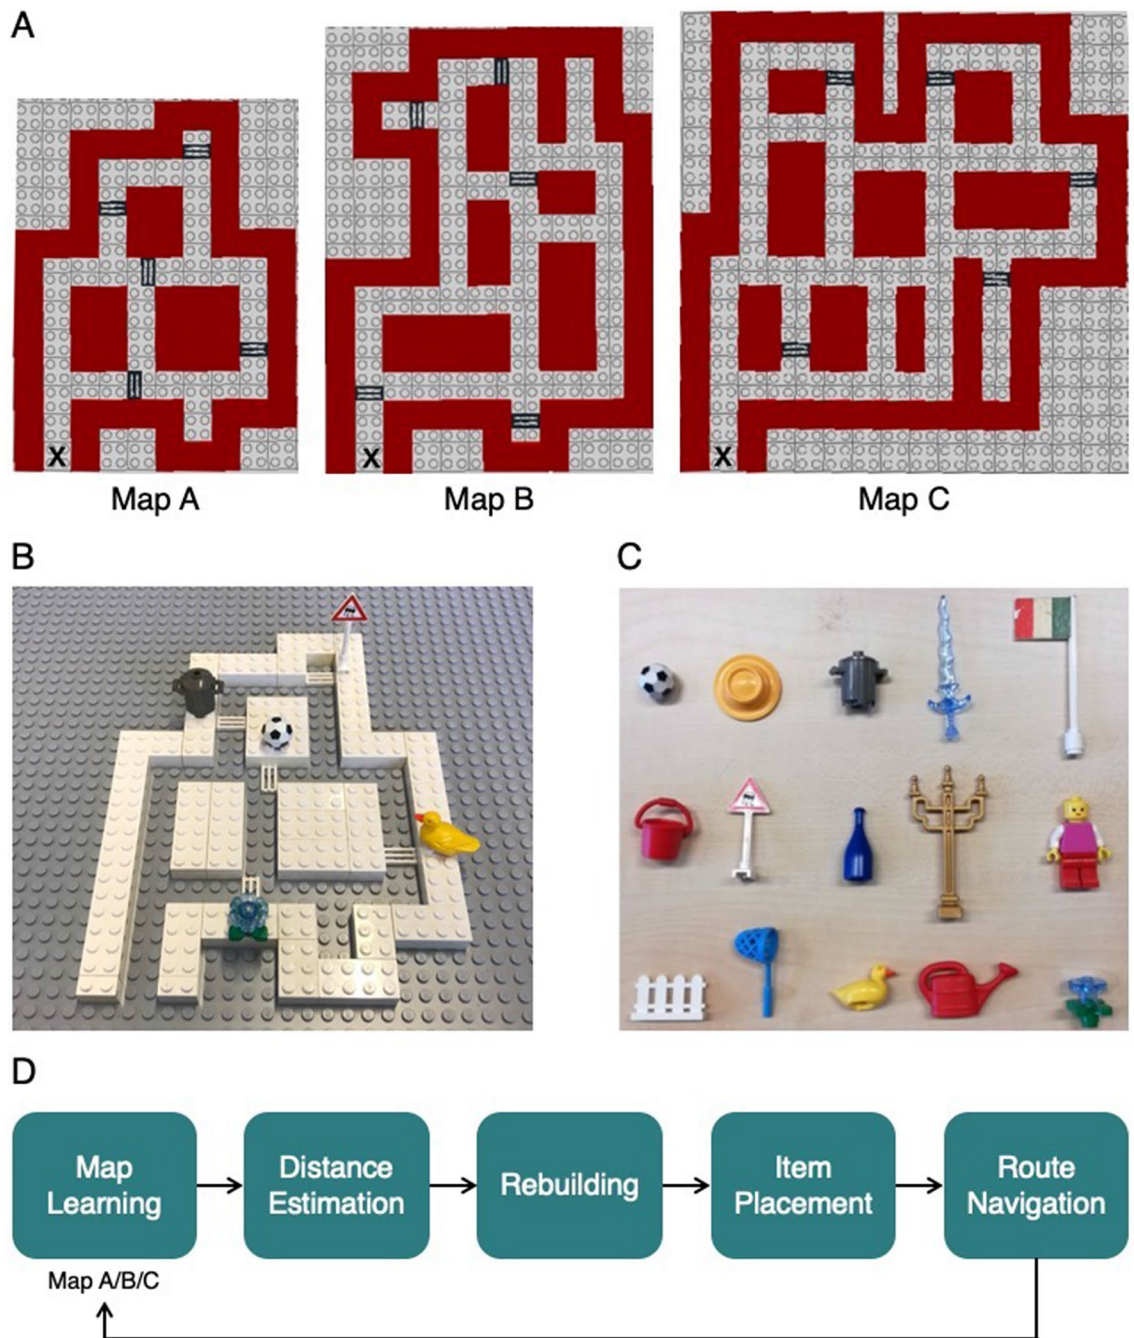 A
X
X
X
Map A
Map B
Map C
B
C
D
Map
Learning
Distance
Estimation
Rebuilding
Item
Placement
Route
Navigation
Map A/B/C